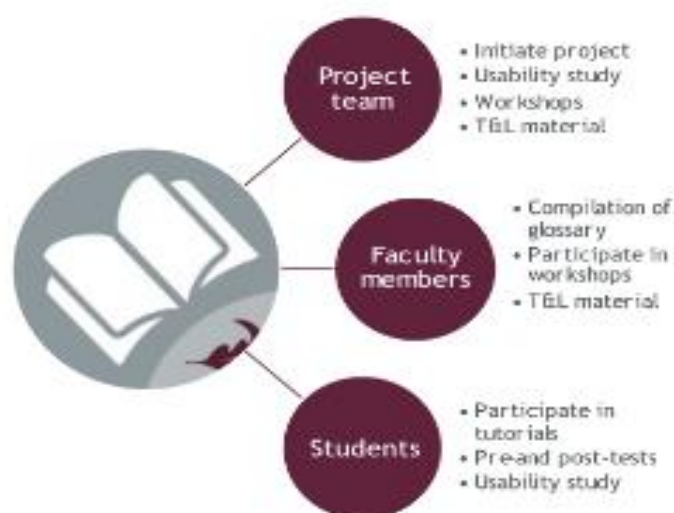 Project
team
• Initiate project
• Usability study
• Workshops
• T&L material
Faculty
members
• Compilation of
glossary
• Participate in
workshops
• T&L material
Students
• Participate in
tutorials
• Pre-and post-tests
• Usability study